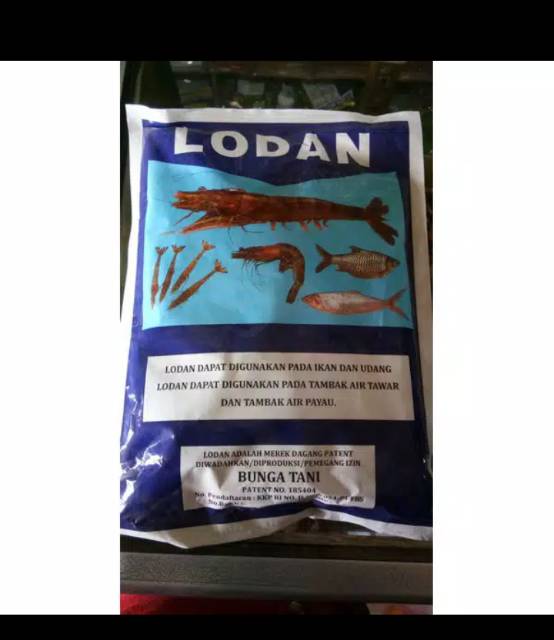 LODAN
LODAN DAPAT DIGUNAKAN PADA IKAN DAN UDANG
LODAN DAPAT DIGUNAKAN PADA TAMBAK AIR TAWAR
DAN TAMBAK AIR PAYAU.
LODAN ADALAH MEREK DAGANG PATENT
DIWADAHKAN/DIPRODUKSI/PEMEGANG IZIN
BUNGA TANI
PATENT NO. 185404
No. Pendaftaran : KKP RI NO.